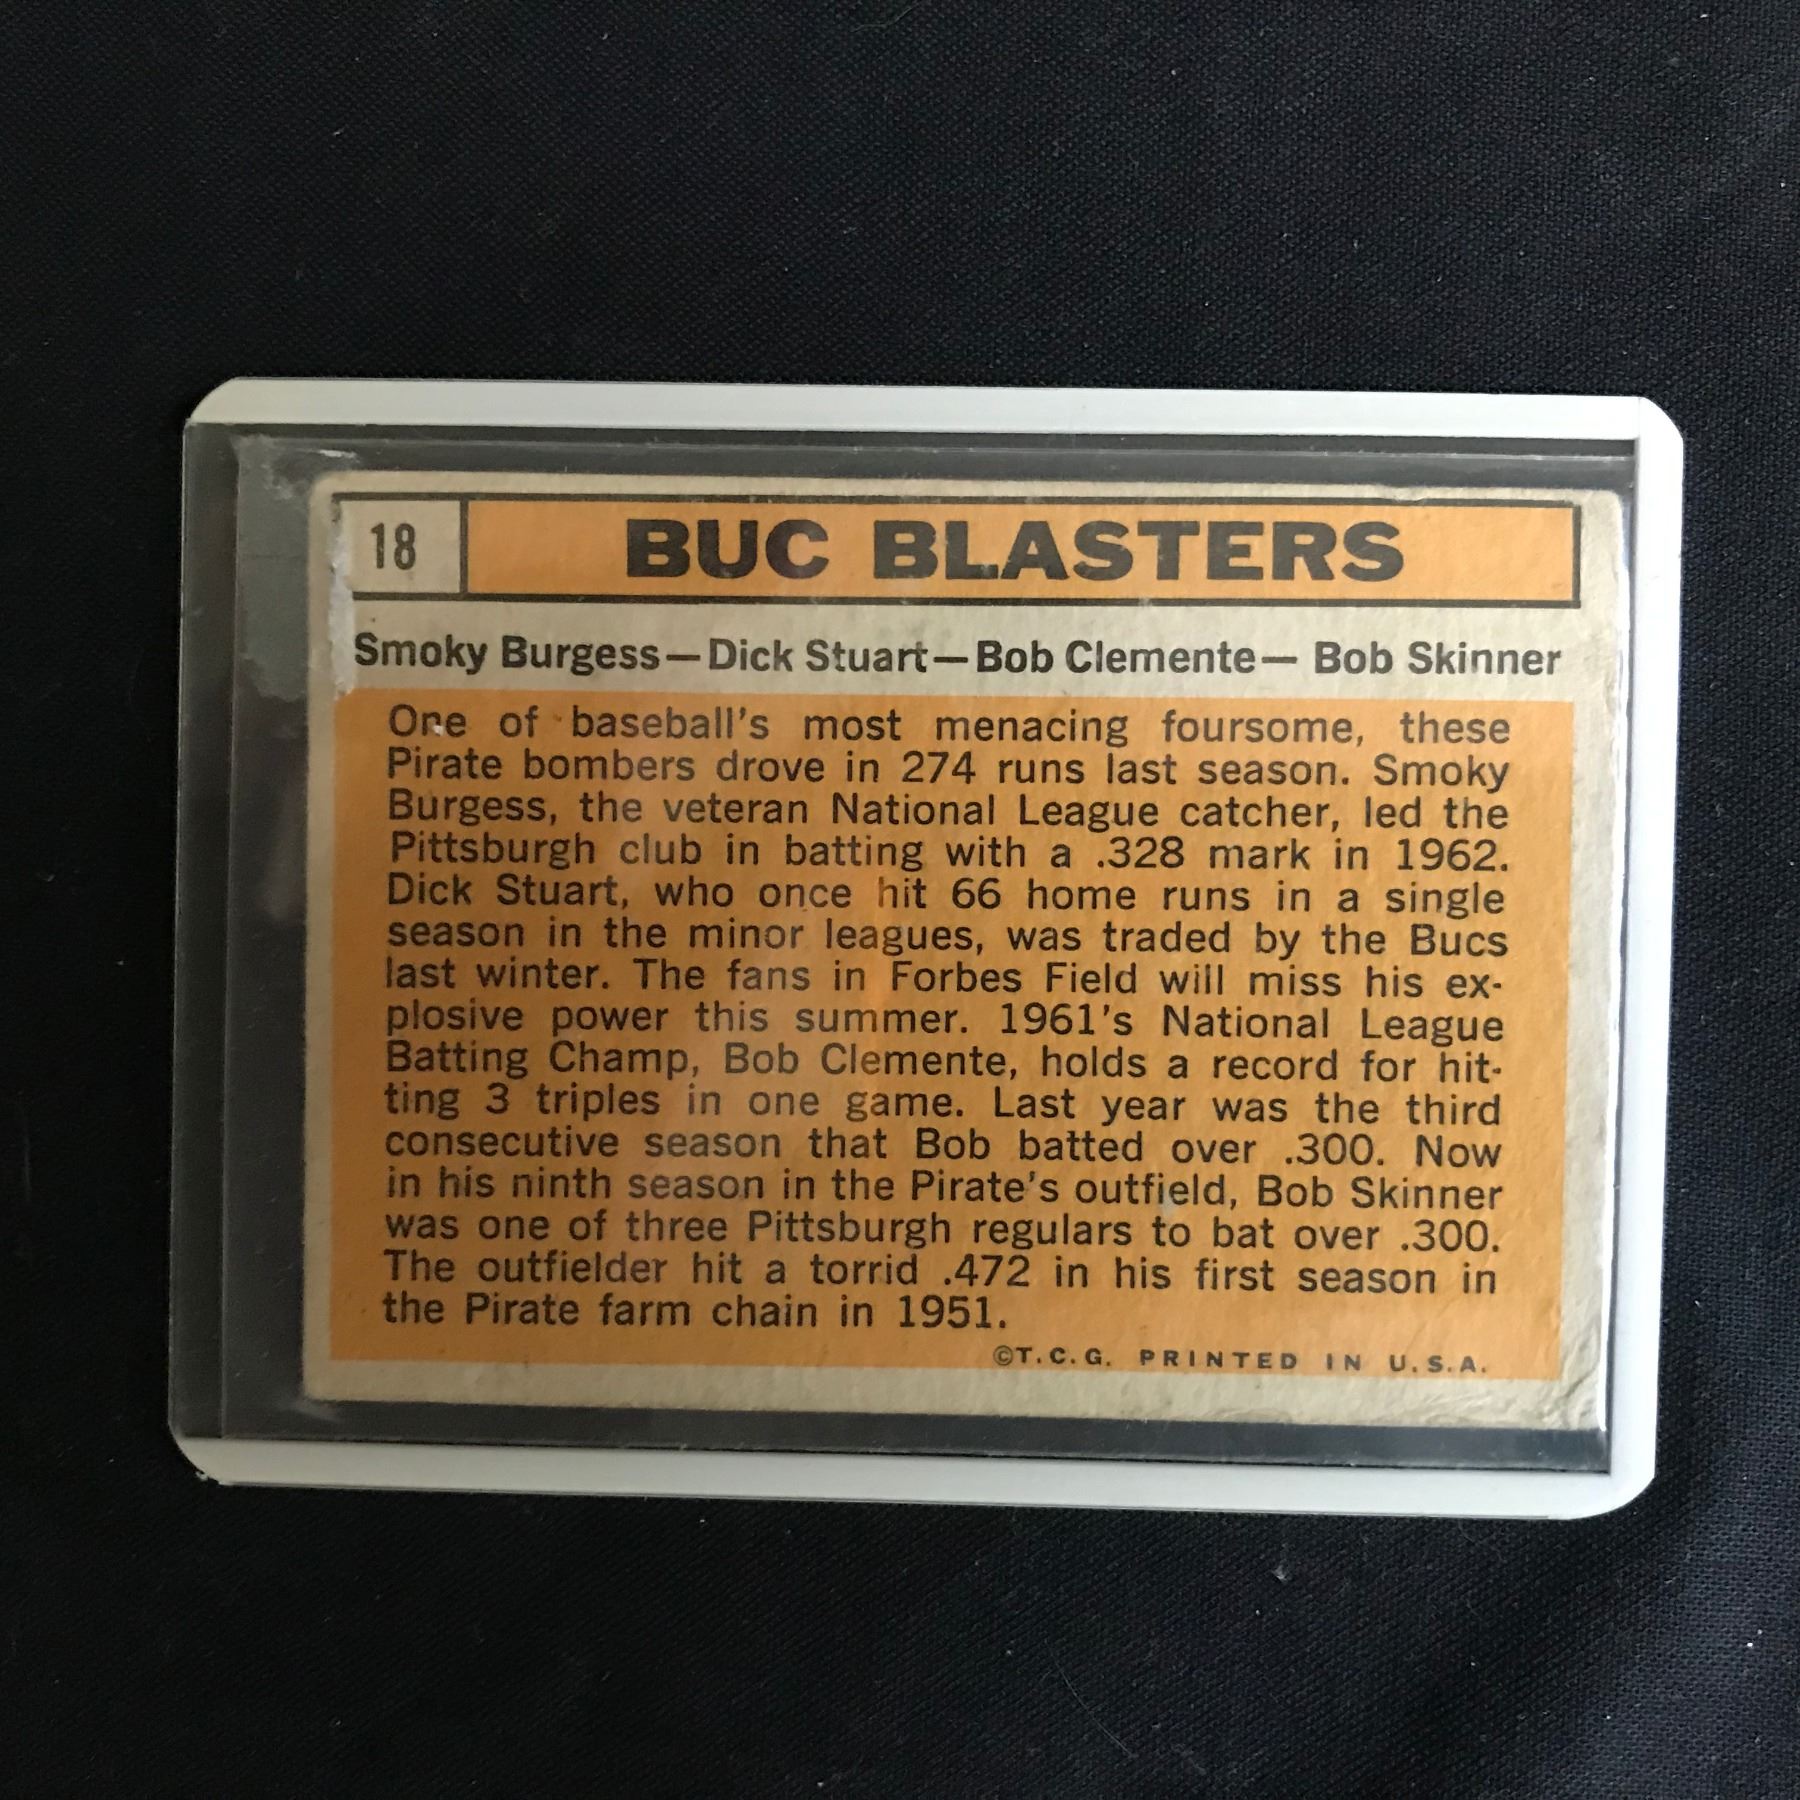 18 BUC BLASTERS
Smoky Burgess—Dick Stuart—Bob Clemente— Bob Skinner
One of baseball's most menacing foursome, these
Pirate bombers drove in 274 runs last season. Smoky
Burgess, the veteran National League catcher, led the
Pittsburgh club in batting with a .328 mark in 1962.
Dick Stuart, who once hit 66 home runs in a single
season in the minor leagues, was traded by the Bucs
last winter. The fans in Forbes Field will miss his ex-
plosive power this summer. 1961's National League
Batting Champ, Bob Clemente, holds a record for hit-
ting 3 triples in one game. Last year was the third
consecutive season that Bob batted over .300. Now
in his ninth season in the Pirate's outfield, Bob Skinner
was one of three Pittsburgh regulars to bat over .300.
The outfielder hit a torrid .472 in his first season in
the Pirate farm chain in 1951.
©T.C.G. PRINTED IN U.S.A.